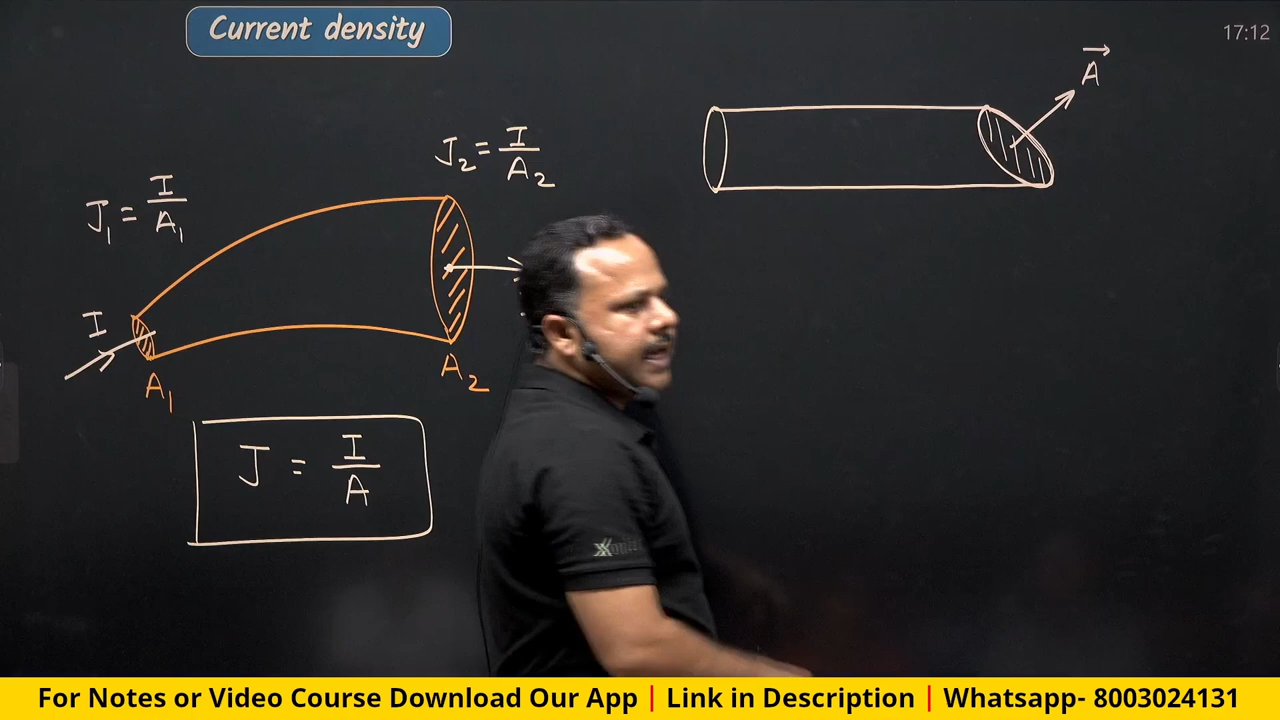 Current density
17:12
A⃗
J₂ = I/A₂
J₁ = I/A₁
I
A₁
A₂
J = I/A
For Notes or Video Course Download Our App | Link in Description | Whatsapp- 8003024131